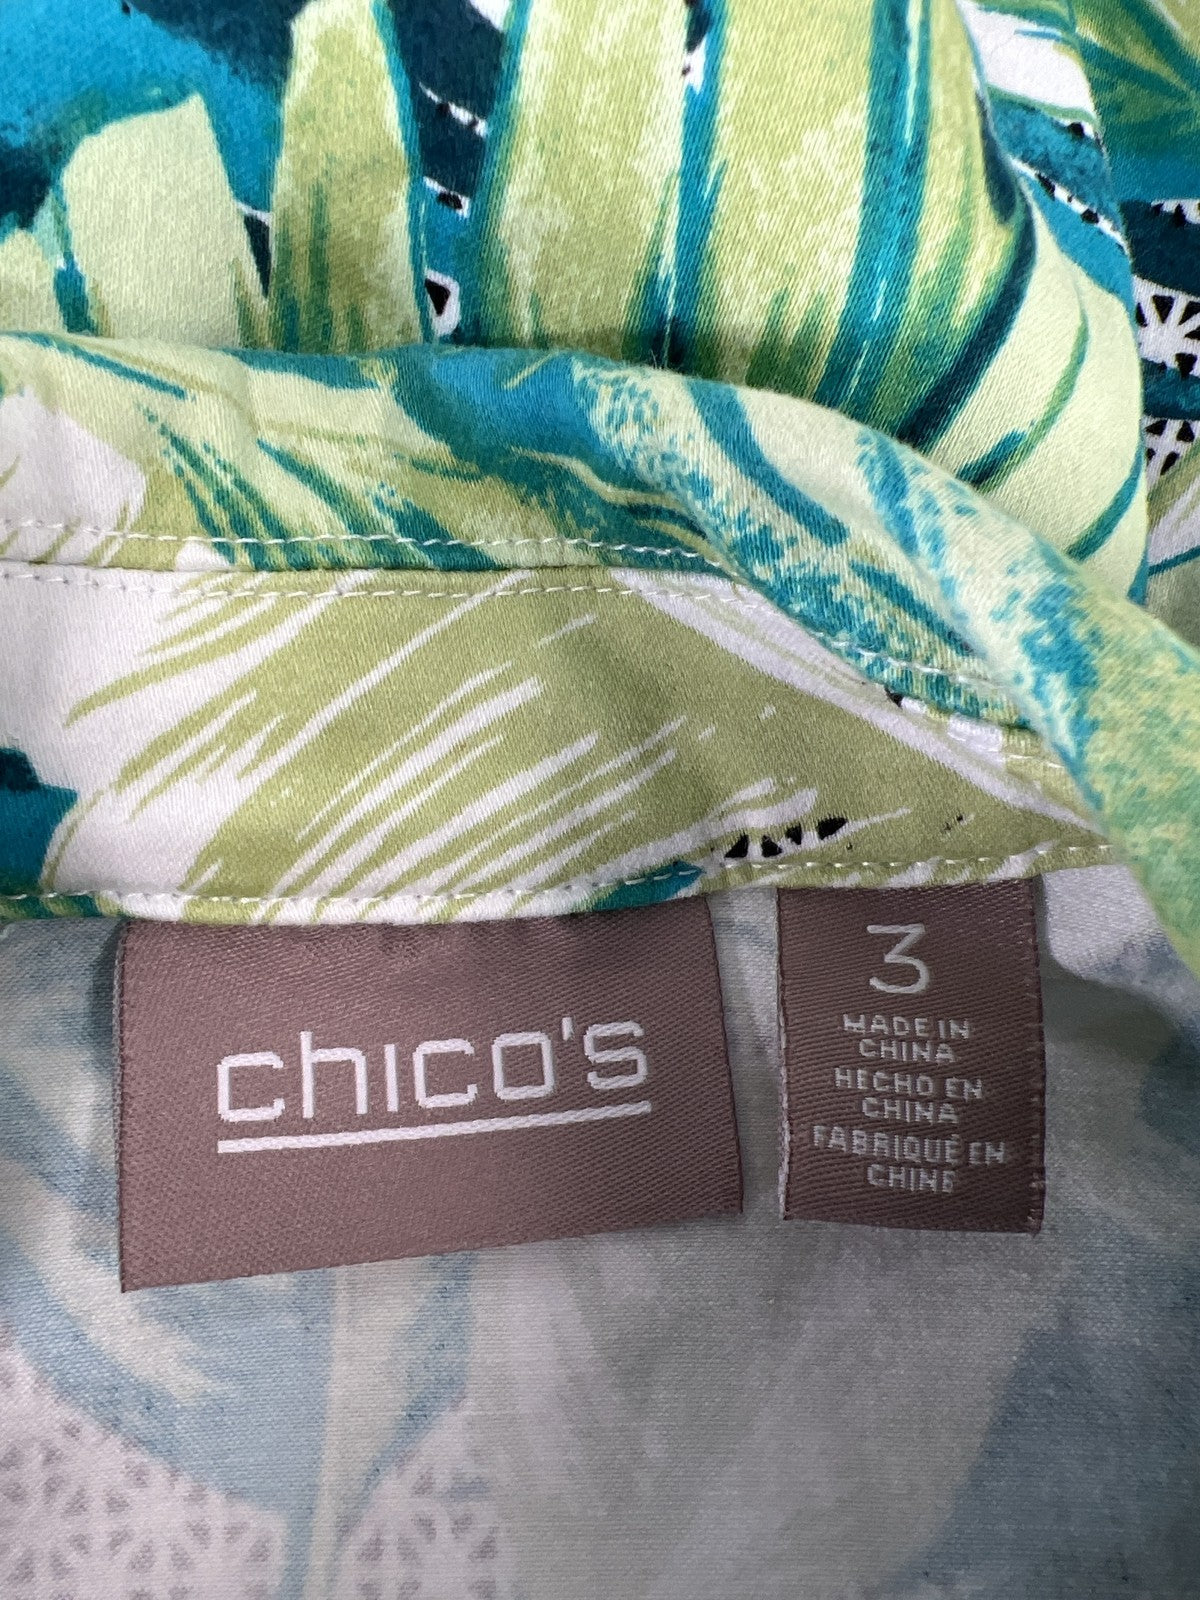 chico's
3
MADE IN
CHINA
HECHO EN
CHINA
FABRIQUÉ EN
CHINE